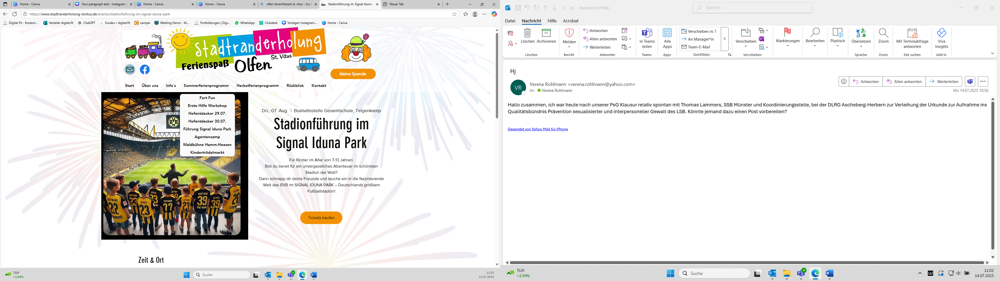 Home - Canva
Your paragraph text - Instagram
Home - Canva
Home - Canva
olfen ferienfreizeit st. vitus - Such
Stadionführung im Signal Iduna P
Neuer Tab
https://www.stadtranderholung-stvitus.de/events/stadionfuhrung-im-signal-iduna-park
Digital Fit - Kostenl...
Verteiler digital.fit
ChatGPT
Kurabu • digital.fit
campai
Webling Demo - W...
Fortbildungen | Digi...
WhatsApp
Clubdesk
Vorlagen Instagram...
Home - Canva
Stadtranderholung
St. Vitus
Ferienspaß Olfen
kleine Spende
Start
Über uns
Info´s
Sommerferienprogramm
Herbstferienprogramm
Rückblick
Kontakt
Fort Fun
Erste Hilfe Workshop
Hofentdecker 29.07.
Hofentdecker 30.07.
Führung Signal Iduna Park
Agentencamp
Waldbühne Hamm-Heesen
Kindertrödelmarkt
BVB
09
22
33
23
33
77
23
39
39
29
Do., 07. Aug. | Bushaltestelle Gesamtschule, Telgenkamp
Stadionführung im
Signal Iduna Park
Für Kinder im Alter von 7-13 Jahren.
Bist du bereit für ein unvergessliches Abenteuer im schönsten
Stadion der Welt?
Dann schnapp dir deine Freunde und tauche ein in die faszinierende
Welt des BVB im SIGNAL IDUNA PARK – Deutschlands größtem
Fußballstadion!
Tickets kaufen
Zeit & Ort
TL01
+2,94%
Suche
11:02
14.07.2025
Hj - Nachricht (HTML)
Suchen
Datei
Nachricht
Hilfe
Acrobat
Löschen
Archivieren
Löschen
Melden
Bericht
Antworten
Allen antworten
Weiterleiten
Antworten
In Teams
teilen
Teams
Alle
Apps
Apps
Verschieben in: ?
An Manager*in
Team-E-Mail
QuickSteps
Verschieben
Verschieben
Markierungen
Bearbeiten
Plastisch
Übersetzen
Sprache
Zoom
Zoom
Mit Terminabfrage
antworten
Zeit suchen
Viva
Insights
Add-In
Hj
VR
Verena Rohlmann <verena.rohlmann@yahoo.com>
An Verena Rohlmann
Antworten
Allen antworten
Weiterleiten
Mo 14.07.2025 10:58
Hallo zusammen, ich war heute nach unserer PsG Klausur relativ spontan mit Thomas Lammers, SSB Münster und Koordinierungsstelle, bei der DLRG Ascheberg-Herbern zur Verleihung der Urkunde zur Aufnahme ins
Qualitätsbündnis Prävention sexualisierter und interpersoneller Gewalt des LSB. Könnte jemand dazu einen Post vorbereiten?
Gesendet von Yahoo Mail für iPhone
TL01
+2,94%
Suche
11:02
14.07.2025